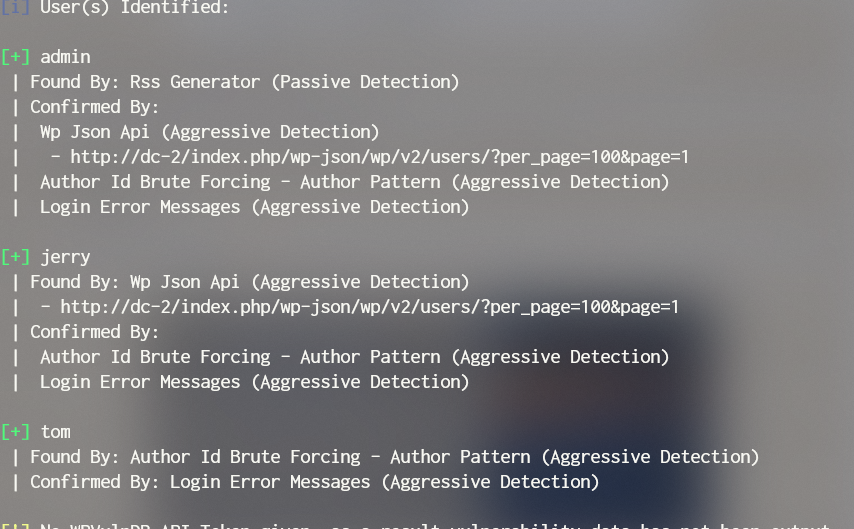 [i] User(s) Identified:
[+] admin
| Found By: Rss Generator (Passive Detection)
| Confirmed By:
| Wp Json Api (Aggressive Detection)
| - http://dc-2/index.php/wp-json/wp/v2/users/?per_page=100&page=1
| Author Id Brute Forcing - Author Pattern (Aggressive Detection)
| Login Error Messages (Aggressive Detection)
[+] jerry
| Found By: Wp Json Api (Aggressive Detection)
| - http://dc-2/index.php/wp-json/wp/v2/users/?per_page=100&page=1
| Confirmed By:
| Author Id Brute Forcing - Author Pattern (Aggressive Detection)
| Login Error Messages (Aggressive Detection)
[+] tom
| Found By: Author Id Brute Forcing - Author Pattern (Aggressive Detection)
| Confirmed By: Login Error Messages (Aggressive Detection)
[!] No WPVulnDB API Token given, as a result vulnerability data has not been output